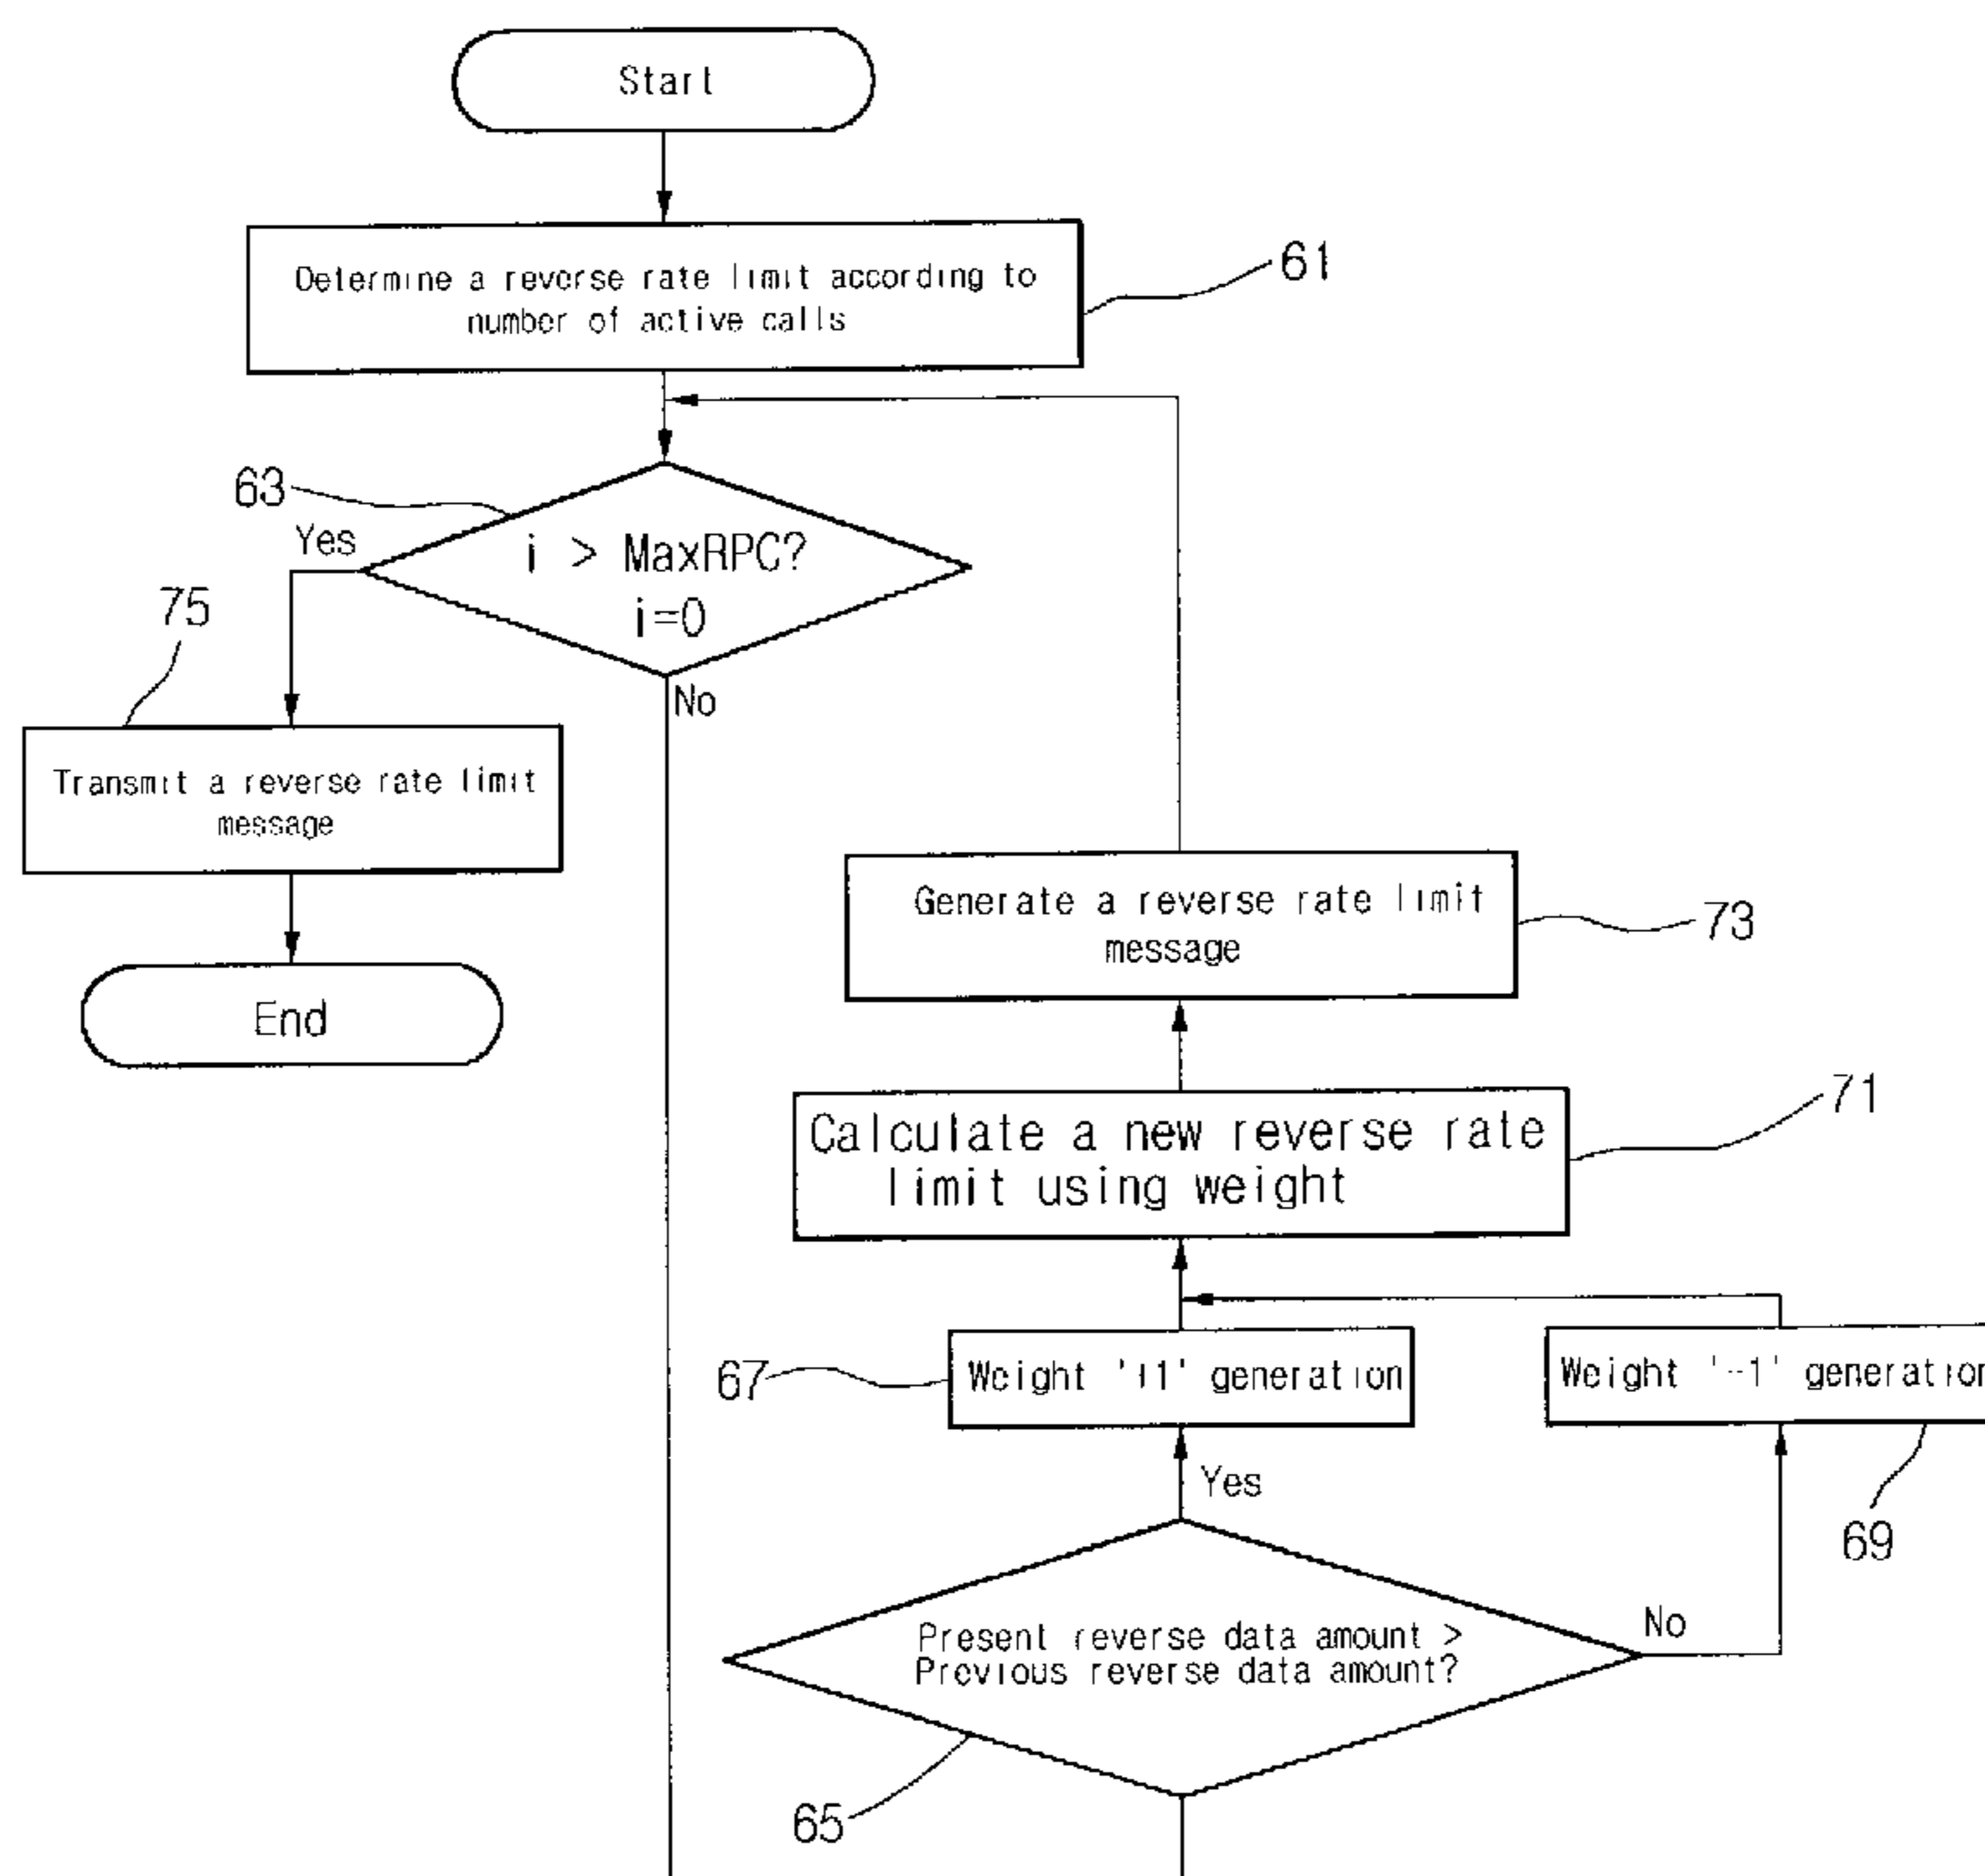 Start
Determine a reverse rate limit according to
number of active calls
61
63
Yes
i > MaxRPC?
i=0
No
75
Transmit a reverse rate limit
message
End
Generate a reverse rate limit
message
73
Calculate a new reverse rate
limit using weight
71
67
Weight '+1' generation
Weight '-1' generation
69
Yes
Present reverse data amount >
Previous reverse data amount?
No
65